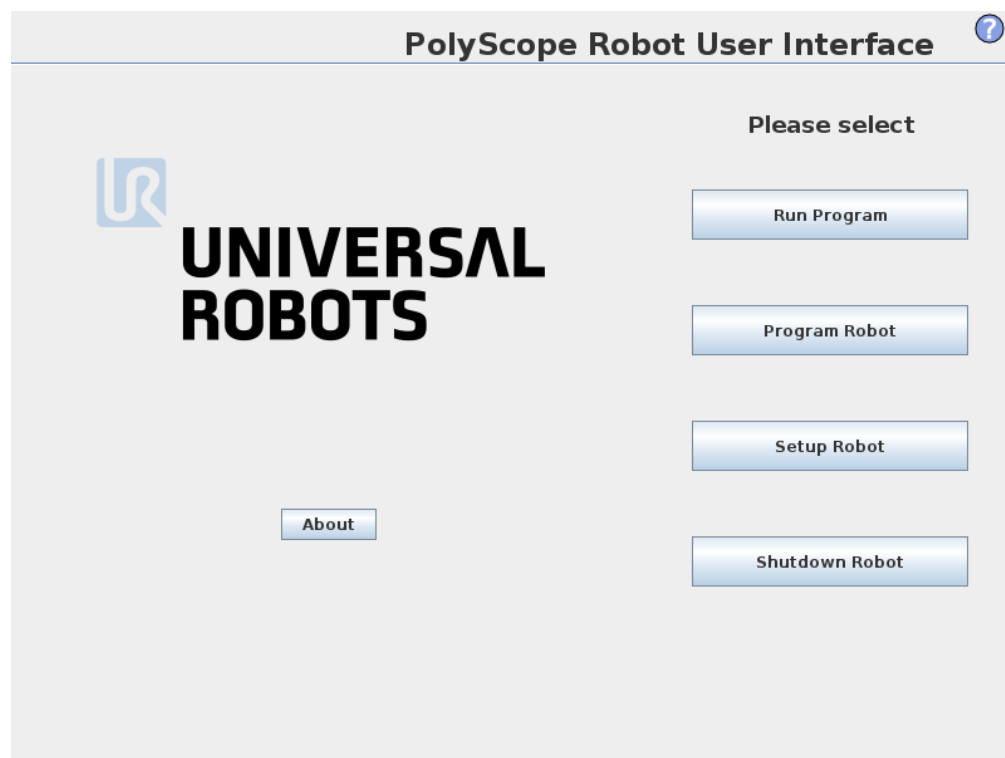 PolyScope Robot User Interface
?
Please select
UR
UNIVERSAL
ROBOTS
Run Program
Program Robot
Setup Robot
About
Shutdown Robot